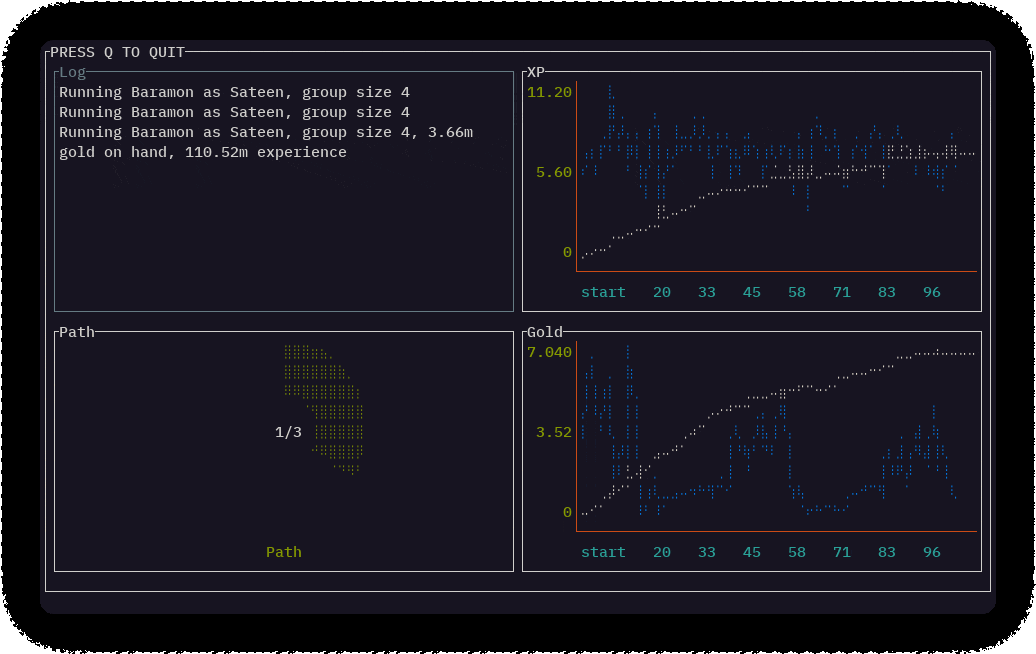 PRESS Q TO QUIT
Log
Running Baramon as Sateen, group size 4
Running Baramon as Sateen, group size 4
Running Baramon as Sateen, group size 4, 3.66m
gold on hand, 110.52m experience
XP
11.20
5.60
0
start 20 33 45 58 71 83 96
Path
1/3
Path
Gold
7.040
3.52
0
start 20 33 45 58 71 83 96